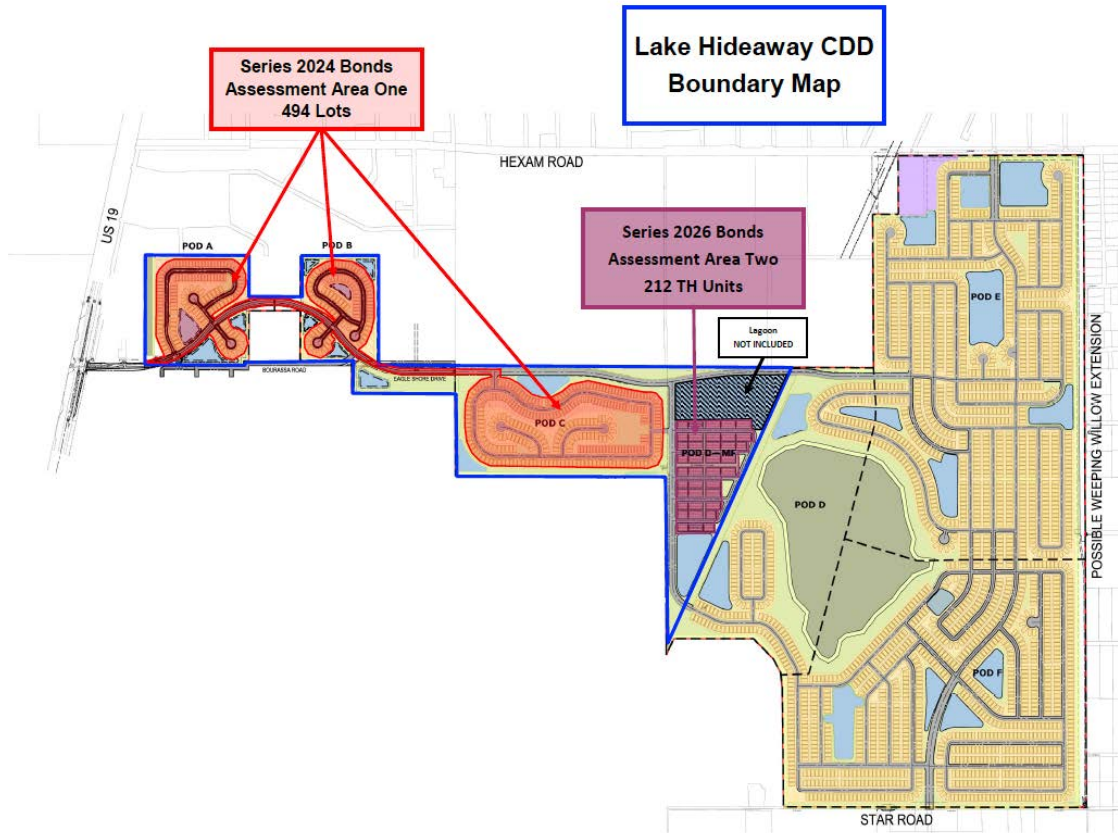 Lake Hideaway CDD
Boundary Map
Series 2024 Bonds
Assessment Area One
494 Lots
HEXAM ROAD
US 19
Series 2026 Bonds
Assessment Area Two
212 TH Units
POD A
POD B
Lagoon
NOT INCLUDED
POD E
POSSIBLE WEEPING WILLOW EXTENSION
BOURASSA ROAD
EAGLE SHORE DRIVE
POD C
POD D-MF
POD D
POD F
STAR ROAD